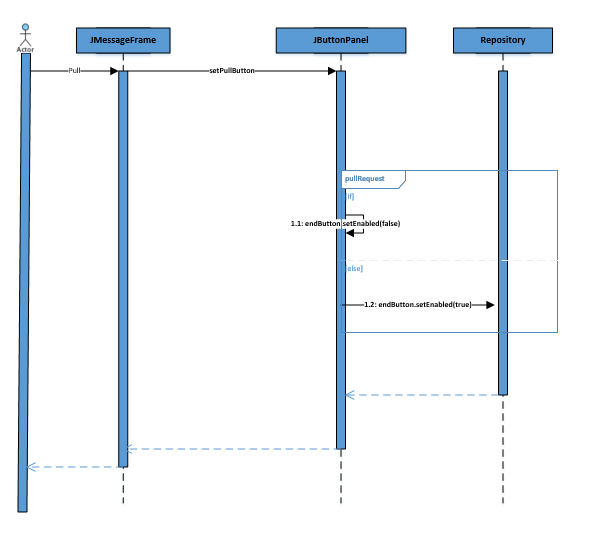 Actor
JMessageFrame
JButtonPanel
Repository
Pull
setPullButton
pullRequest
[if]
1.1: endButton.setEnabled(false)
[else]
1.2: endButton.setEnabled(true)